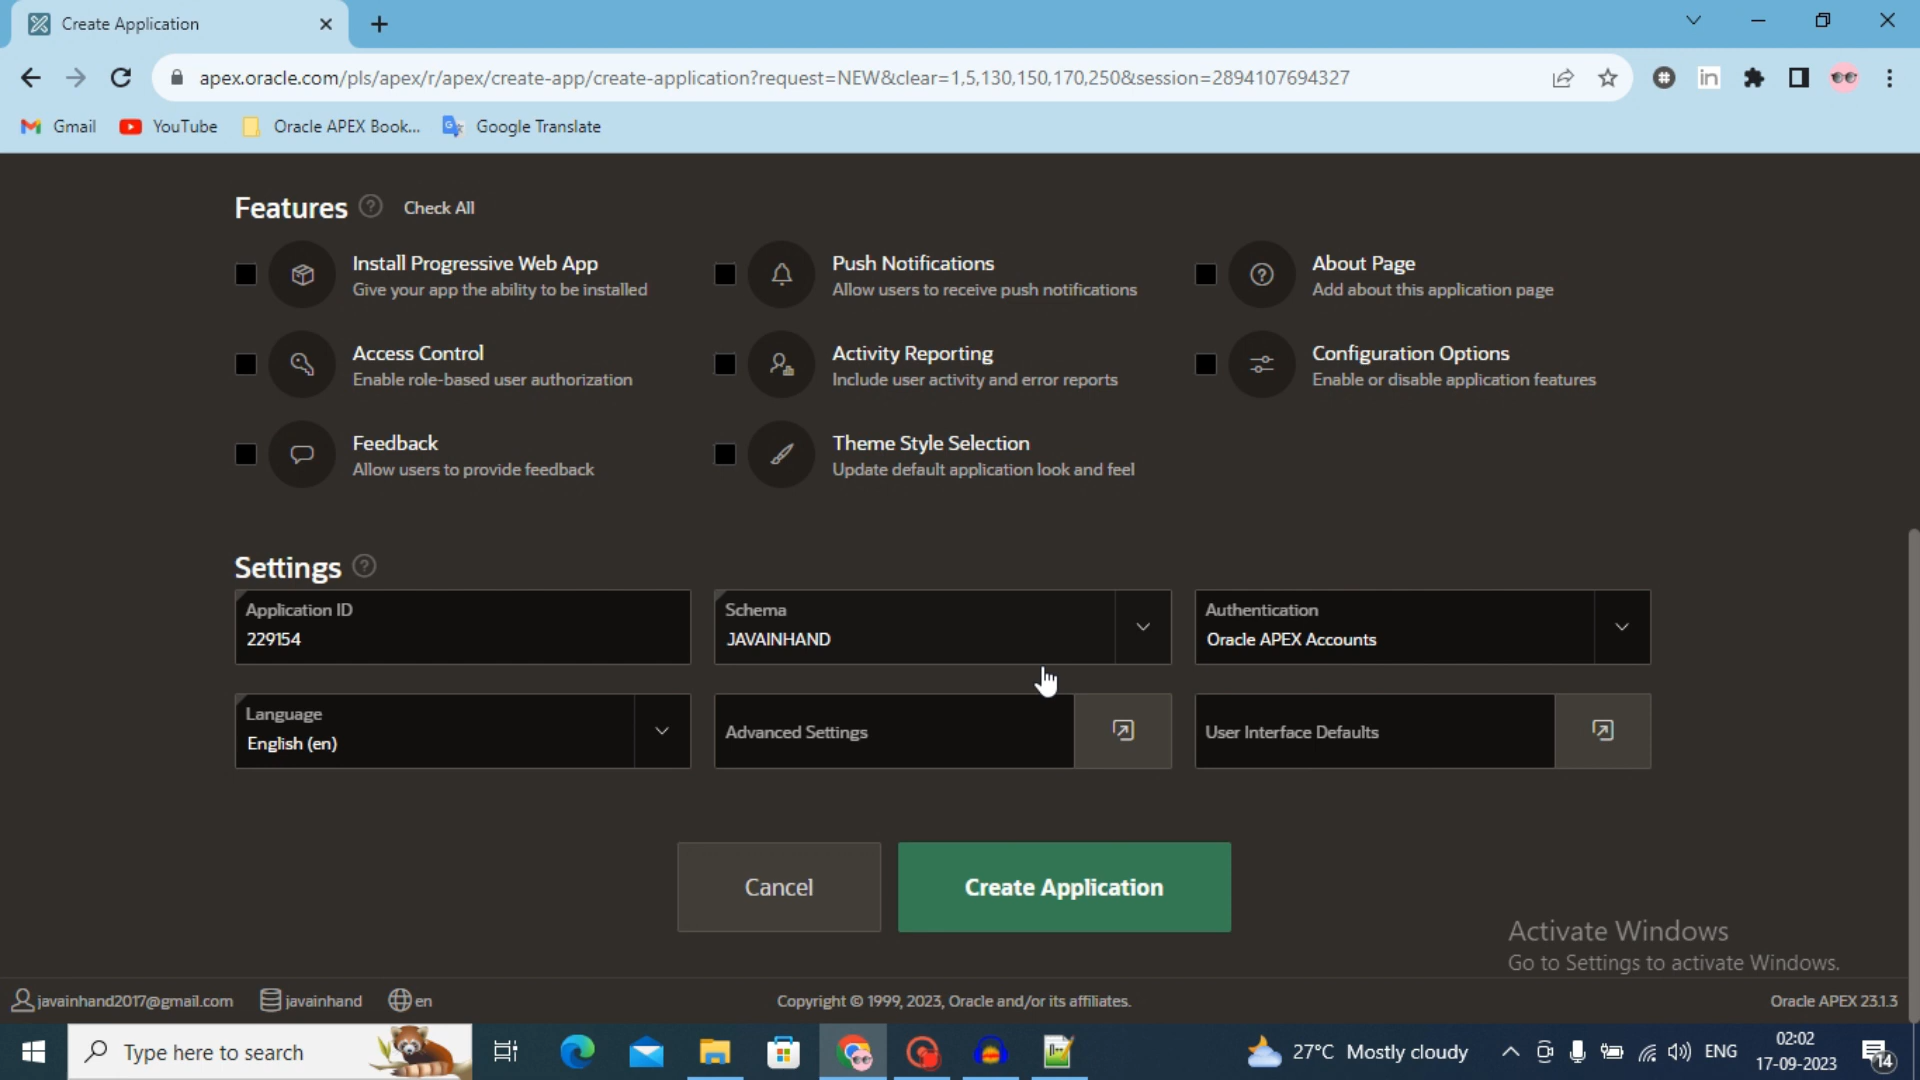 Create Application
apex.oracle.com/pls/apex/r/apex/create-app/create-application?request=NEW&clear=1,5,130,150,170,250&session=2894107694327
in
Gmail YouTube Oracle APEX Book... Google Translate
Features Check All
Install Progressive Web App
Give your app the ability to be installed
Push Notifications
Allow users to receive push notifications
About Page
Add about this application page
Access Control
Enable role-based user authorization
Activity Reporting
Include user activity and error reports
Configuration Options
Enable or disable application features
Feedback
Allow users to provide feedback
Theme Style Selection
Update default application look and feel
Settings
Application ID
229154
Schema
JAVAINHAND
Authentication
Oracle APEX Accounts
Language
English (en)
Advanced Settings
User Interface Defaults
Cancel
Create Application
Activate Windows
Go to Settings to activate Windows.
javainhand2017@gmail.com javainhand en
Copyright © 1999, 2023, Oracle and/or its affiliates.
Oracle APEX 23.1.3
Type here to search
27°C Mostly cloudy
ENG
02:02
17-09-2023
14